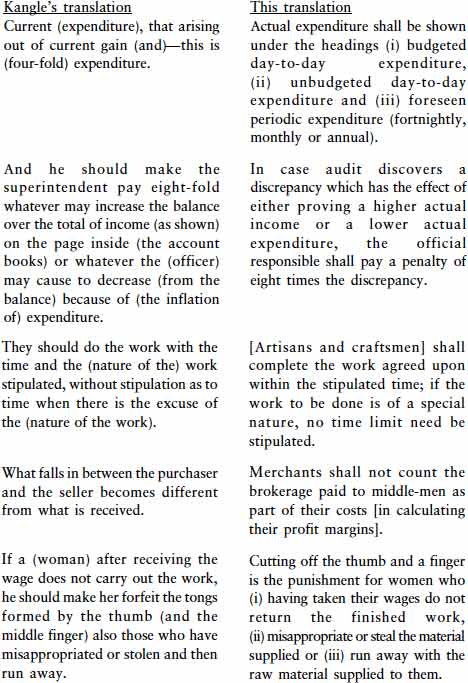 Kangle's translation
Current (expenditure), that arising
out of current gain (and)—this is
(four-fold) expenditure.
And he should make the
superintendent pay eight-fold
whatever may increase the balance
over the total of income (as shown)
on the page inside (the account
books) or whatever the (officer)
may cause to decrease (from the
balance) because of (the inflation
of) expenditure.
They should do the work with the
time and the (nature of the) work
stipulated, without stipulation as to
time when there is the excuse of
the (nature of the work).
What falls in between the purchaser
and the seller becomes different
from what is received.
If a (woman) after receiving the
wage does not carry out the work,
he should make her forfeit the tongs
formed by the thumb (and the
middle finger) also those who have
misappropriated or stolen and then
run away.
This translation
Actual expenditure shall be shown
under the headings (i) budgeted
day-to-day expenditure,
(ii) unbudgeted day-to-day
expenditure and (iii) foreseen
periodic expenditure (fortnightly,
monthly or annual).
In case audit discovers a
discrepancy which has the effect of
either proving a higher actual
income or a lower actual
expenditure, the official
responsible shall pay a penalty of
eight times the discrepancy.
[Artisans and craftsmen] shall
complete the work agreed upon
within the stipulated time; if the
work to be done is of a special
nature, no time limit need be
stipulated.
Merchants shall not count the
brokerage paid to middle-men as
part of their costs [in calculating
their profit margins].
Cutting off the thumb and a finger
is the punishment for women who
(i) having taken their wages do not
return the finished work,
(ii) misappropriate or steal the material
supplied or (iii) run away with the
raw material supplied to them.